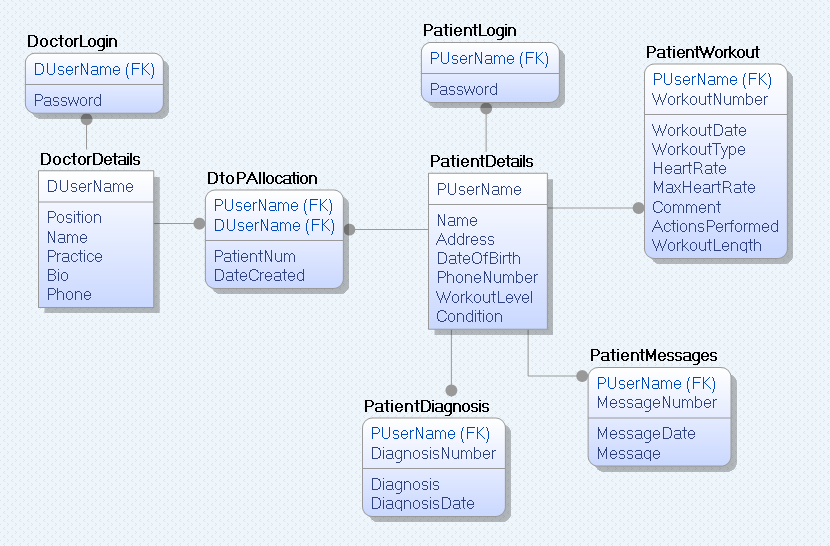 DoctorLogin
DUserName (FK)
Password
DoctorDetails
DUserName
Position
Name
Practice
Bio
Phone
DtoPAllocation
PUserName (FK)
DUserName (FK)
PatientNum
DateCreated
PatientLogin
PUserName (FK)
Password
PatientDetails
PUserName
Name
Address
DateOfBirth
PhoneNumber
WorkoutLevel
Condition
PatientWorkout
PUserName (FK)
WorkoutNumber
WorkoutDate
WorkoutType
HeartRate
MaxHeartRate
Comment
ActionsPerformed
WorkoutLength
PatientDiagnosis
PUserName (FK)
DiagnosisNumber
Diagnosis
DiagnosisDate
PatientMessages
PUserName (FK)
MessageNumber
MessageDate
Message